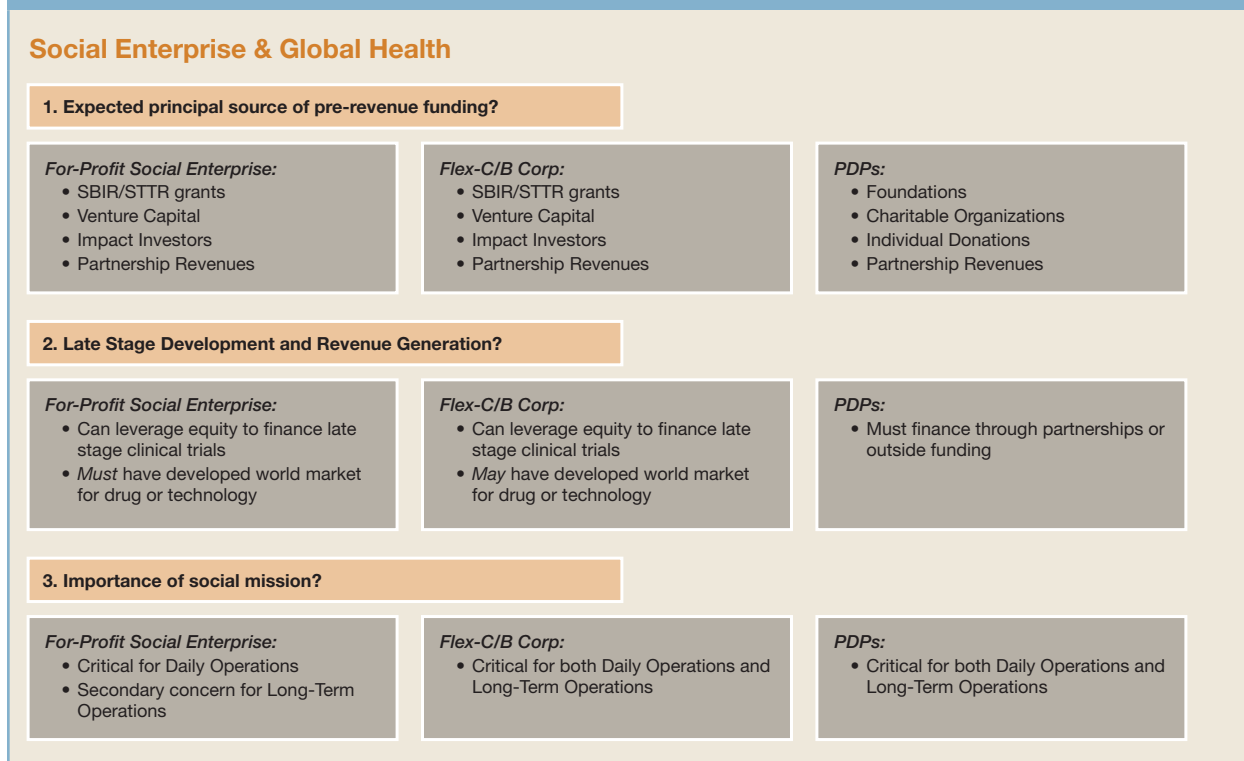 Social Enterprise & Global Health
1. Expected principal source of pre-revenue funding?
For-Profit Social Enterprise:
• SBIR/STTR grants
• Venture Capital
• Impact Investors
• Partnership Revenues
Flex-C/B Corp:
• SBIR/STTR grants
• Venture Capital
• Impact Investors
• Partnership Revenues
PDPs:
• Foundations
• Charitable Organizations
• Individual Donations
• Partnership Revenues
2. Late Stage Development and Revenue Generation?
For-Profit Social Enterprise:
• Can leverage equity to finance late
stage clinical trials
• Must have developed world market
for drug or technology
Flex-C/B Corp:
• Can leverage equity to finance late
stage clinical trials
• May have developed world market
for drug or technology
PDPs:
• Must finance through partnerships or
outside funding
3. Importance of social mission?
For-Profit Social Enterprise:
• Critical for Daily Operations
• Secondary concern for Long-Term
Operations
Flex-C/B Corp:
• Critical for both Daily Operations and
Long-Term Operations
PDPs:
• Critical for both Daily Operations and
Long-Term Operations